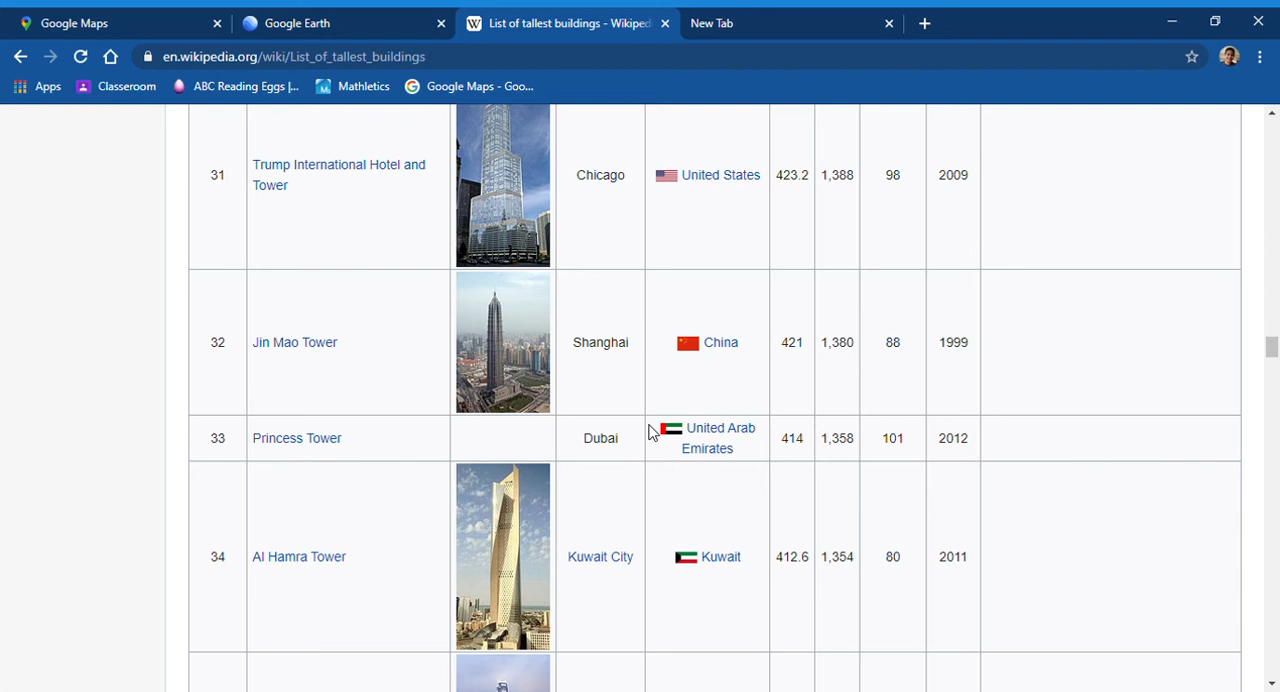 Google Maps
Google Earth
W List of tallest buildings - Wikiped
New Tab
en.wikipedia.org/wiki/List_of_tallest_buildings
Apps
Classroom
ABC Reading Eggs |...
Mathletics
Google Maps - Goo...
31
Trump International Hotel and
Tower
Chicago
United States
423.2
1,388
98
2009
32
Jin Mao Tower
Shanghai
China
421
1,380
88
1999
33
Princess Tower
Dubai
United Arab
Emirates
414
1,358
101
2012
34
Al Hamra Tower
Kuwait City
Kuwait
412.6
1,354
80
2011